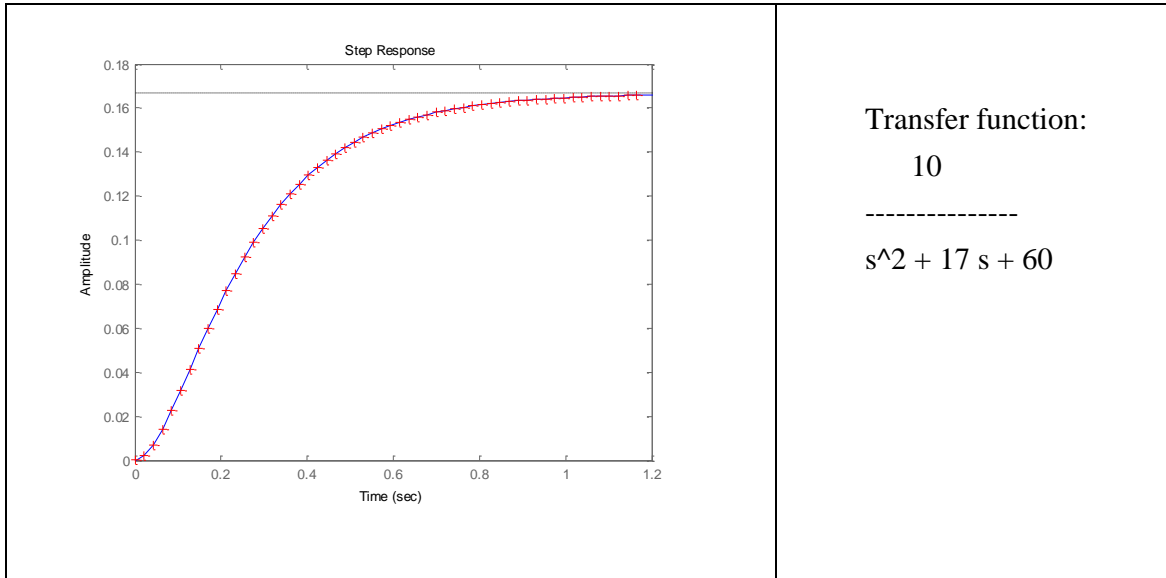 Step Response
0.18
0.16
0.14
0.12
0.1
0.08
0.06
0.04
0.02
0
Amplitude
0 0.2 0.4 0.6 0.8 1 1.2
Time (sec)
Transfer function:
10
---------------
s^2 + 17 s + 60